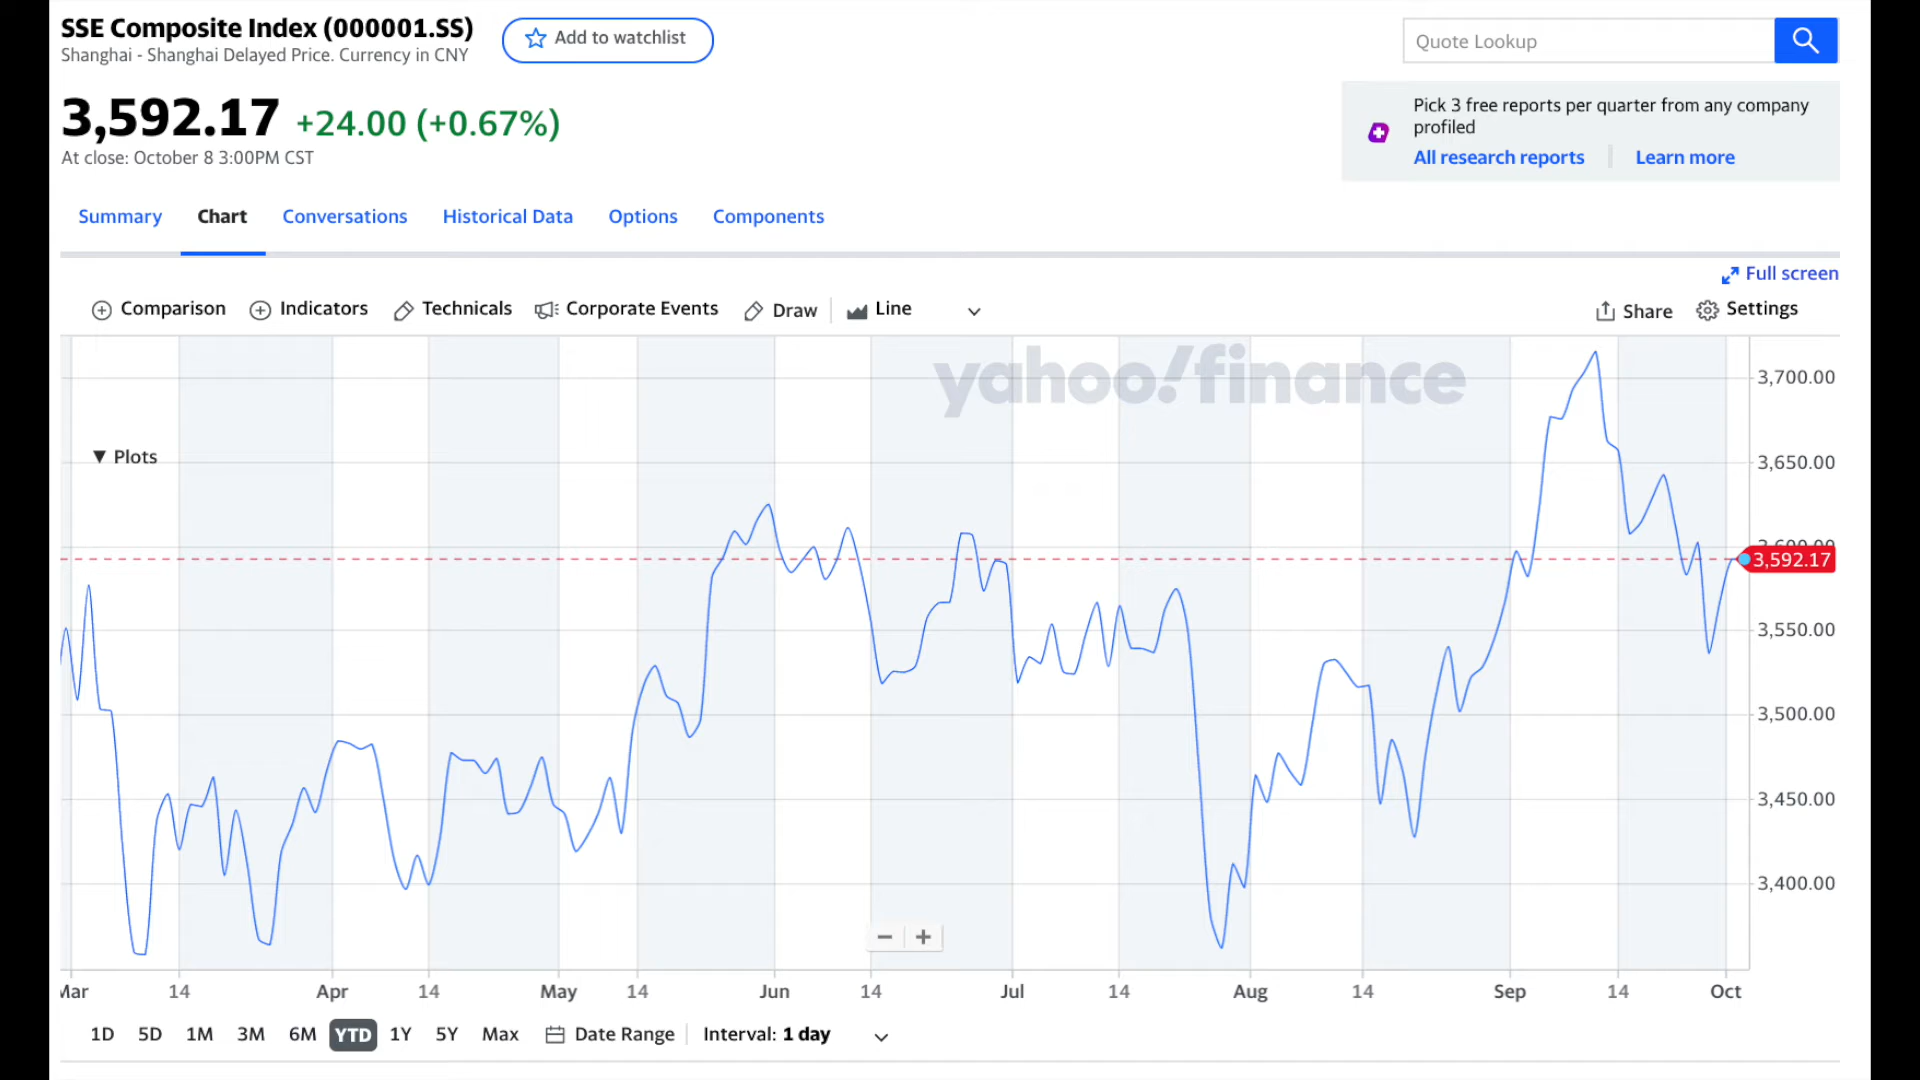 SSE Composite Index (000001.SS)
Add to watchlist
Quote Lookup
Shanghai - Shanghai Delayed Price. Currency in CNY
3,592.17 +24.00 (+0.67%)
At close: October 8 3:00PM CST
Pick 3 free reports per quarter from any company
profiled
All research reports
Learn more
Summary
Chart
Conversations
Historical Data
Options
Components
Full screen
Comparison
Indicators
Technicals
Corporate Events
Draw
Line
Share
Settings
yahoo!finance
▼ Plots
3,700.00
3,650.00
3,600.00
3,592.17
3,550.00
3,500.00
3,450.00
3,400.00
Mar
14
Apr
14
May
14
Jun
14
Jul
14
Aug
14
Sep
14
Oct
1D
5D
1M
3M
6M
YTD
1Y
5Y
Max
Date Range
Interval: 1 day